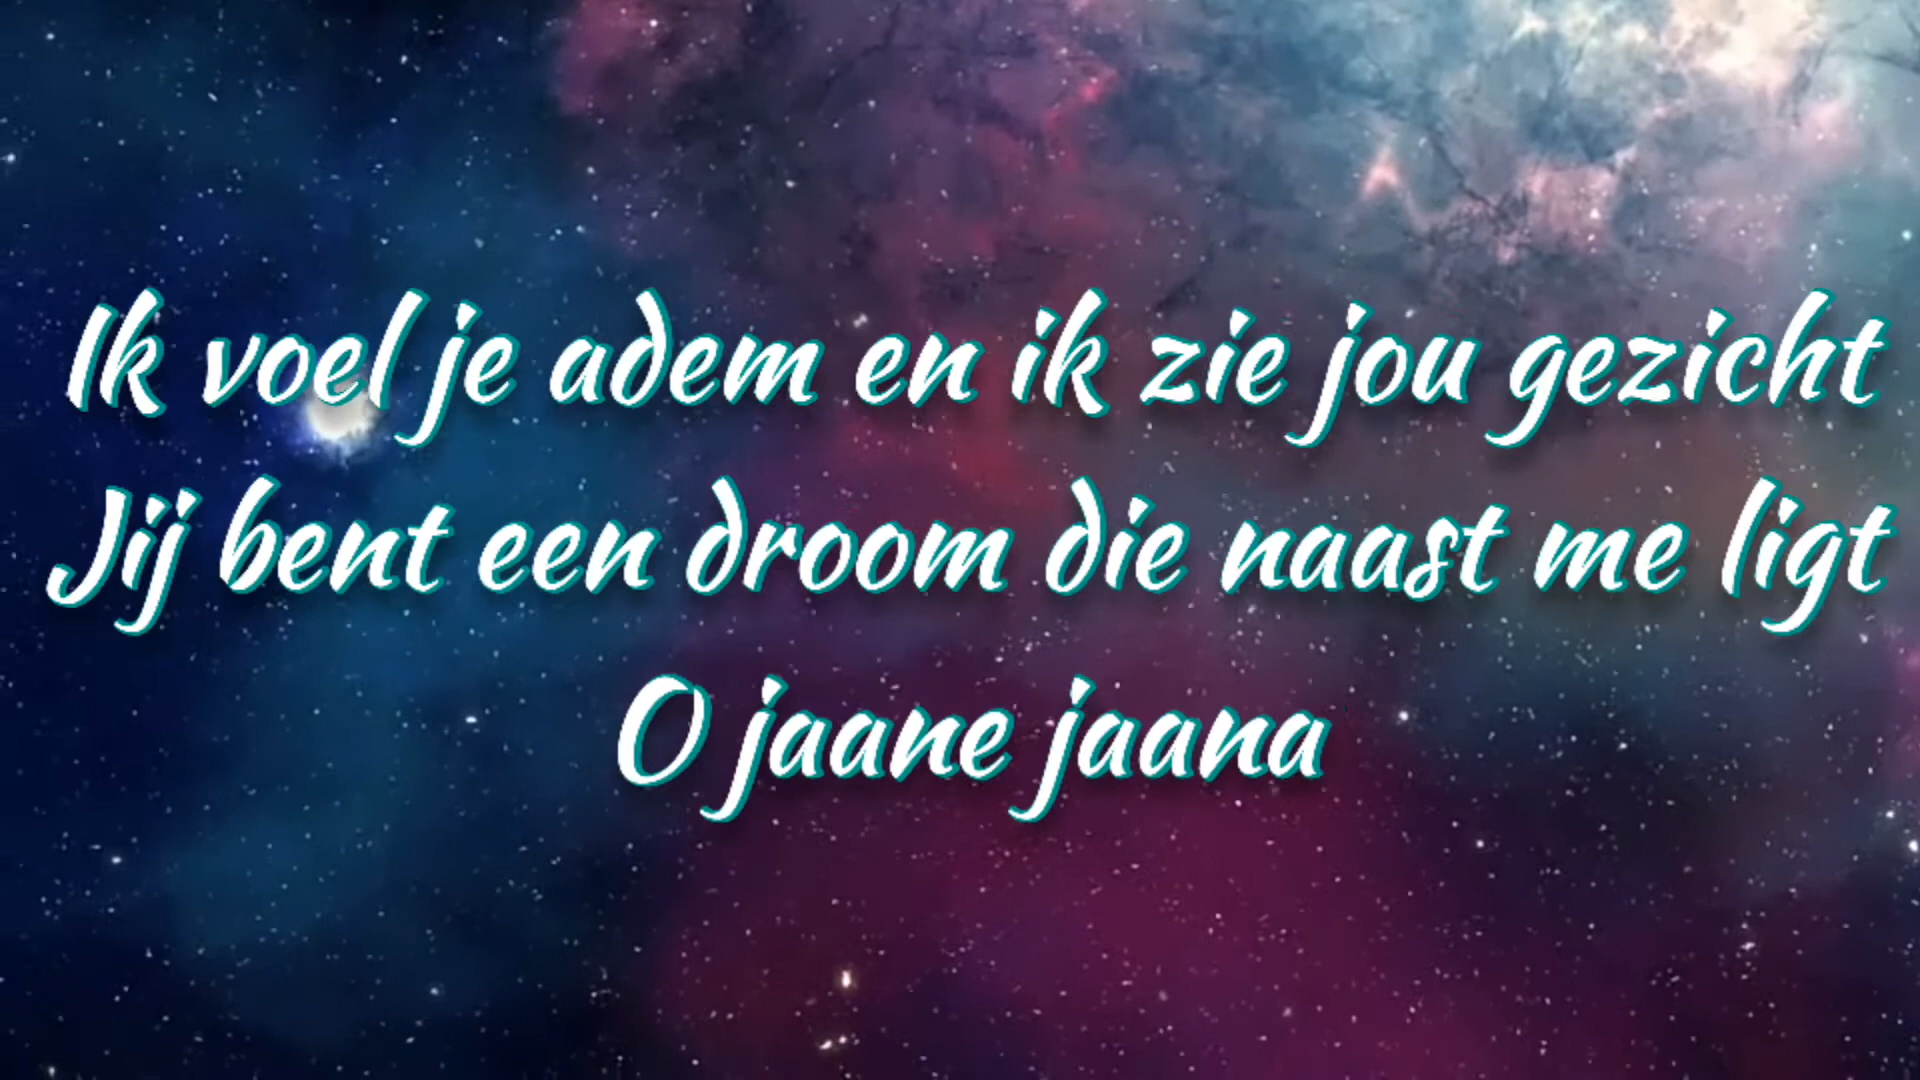 Ik voel je adem en ik zie jou gezicht
Jij bent een droom die naast me ligt
O jaane jaana